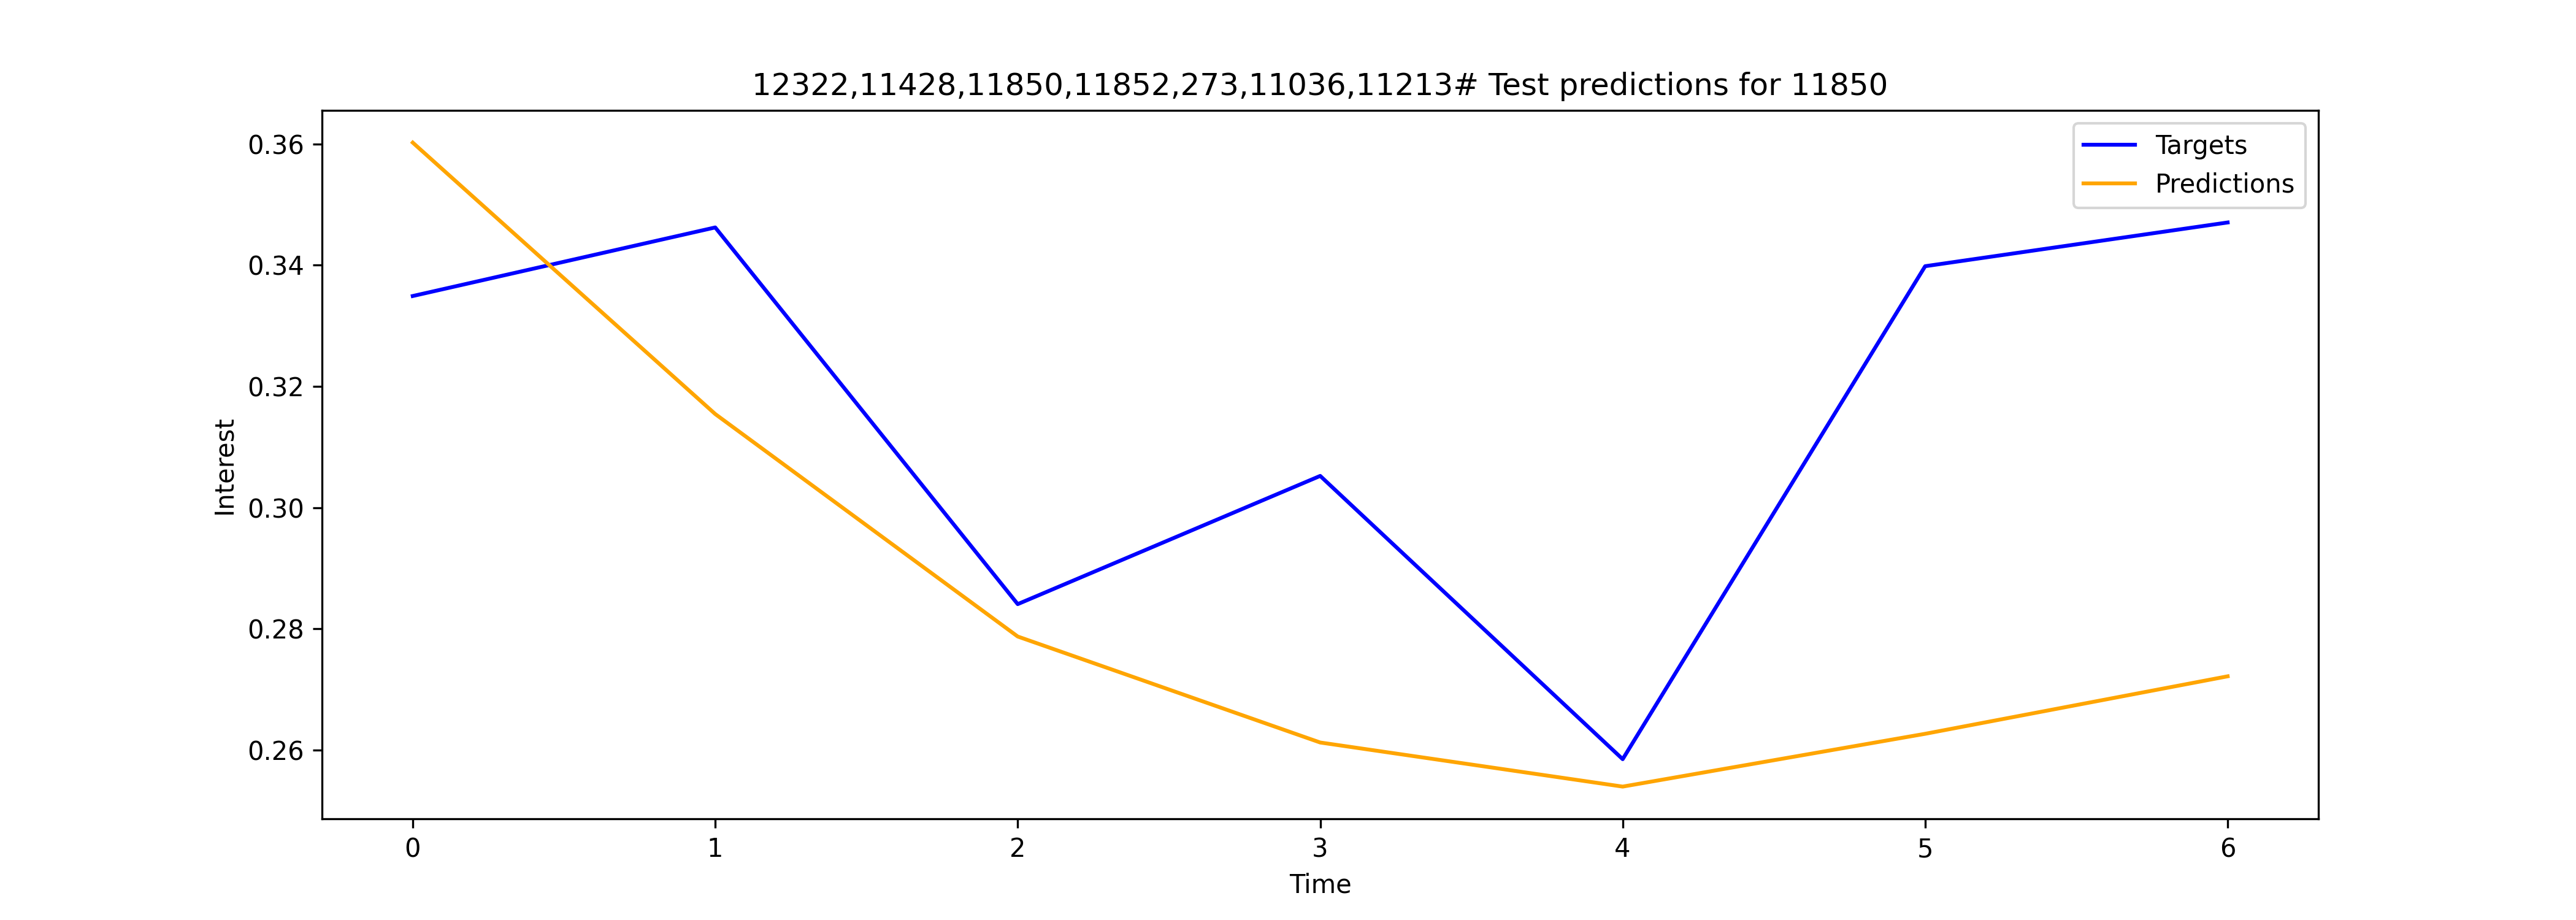 12322,11428,11850,11852,273,11036,11213# Test predictions for 11850
Targets
Predictions
0.36
0.34
0.32
0.30
0.28
0.26
Interest
0 1 2 3 4 5 6
Time